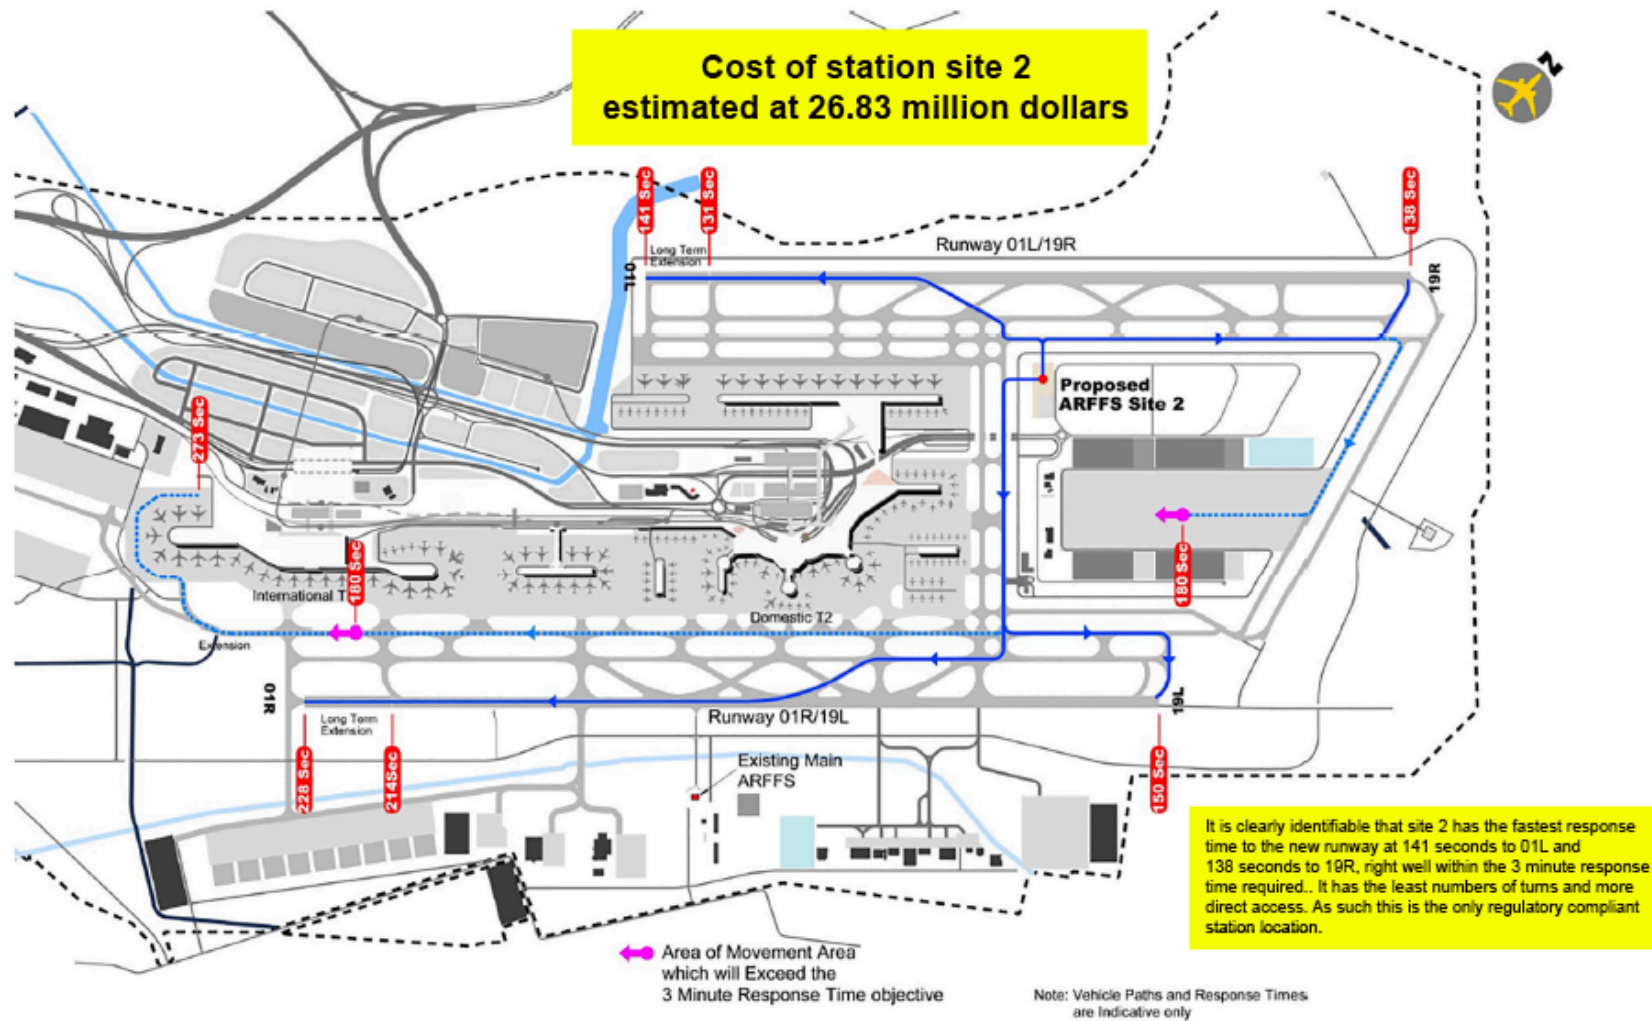 Cost of station site 2
estimated at 26.83 million dollars
N
141 Sec
131 Sec
138 Sec
Runway 01L/19R
Long Term
Extension
01L
19R
Proposed
ARFFS Site 2
273 Sec
180 Sec
180 Sec
International T
Domestic T2
Extension
01R
19L
Long Term
Extension
Runway 01R/19L
228 Sec
214Sec
150 Sec
Existing Main
ARFFS
It is clearly identifiable that site 2 has the fastest response
time to the new runway at 141 seconds to 01L and
138 seconds to 19R, right well within the 3 minute response
time required.. It has the least numbers of turns and more
direct access. As such this is the only regulatory compliant
station location.
Area of Movement Area
which will Exceed the
3 Minute Response Time objective
Note: Vehicle Paths and Response Times
are Indicative only